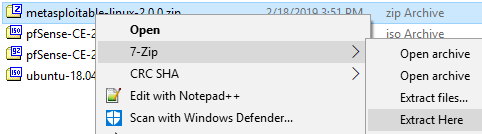 metasploitable-linux-2.0.0.zip 2/18/2019 3:51 PM zip Archive
pfSense-CE-2 iso Archive
pfSense-CE-2
ubuntu-18.04
Open
7-Zip
CRC SHA
Edit with Notepad++
Scan with Windows Defender...
Open archive
Open archive
Extract files...
Extract Here